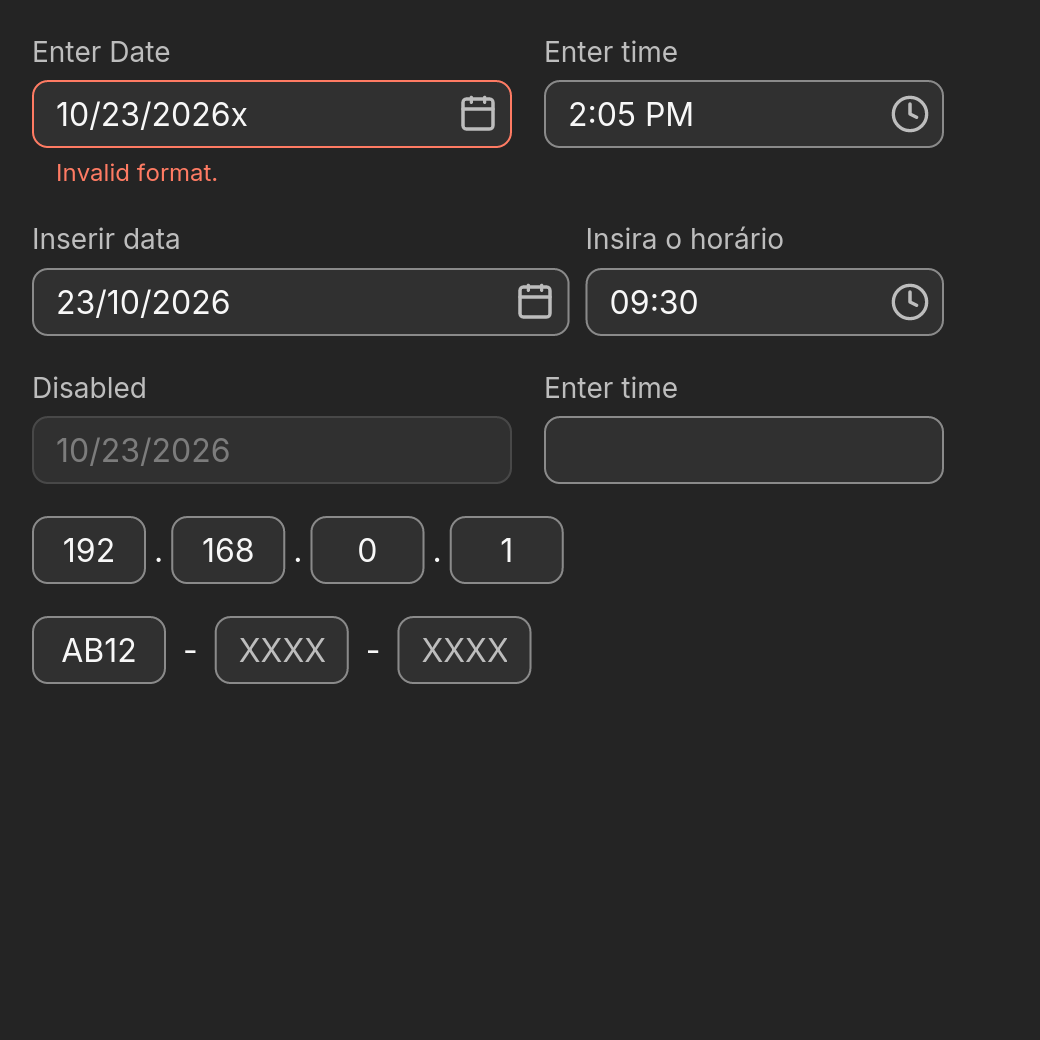 Enter Date Enter time
10/23/2026x 2:05 PM
Invalid format.
Inserir data Insira o horário
23/10/2026 09:30
Disabled Enter time
10/23/2026
192 . 168 . 0 . 1
AB12 - XXXX - XXXX